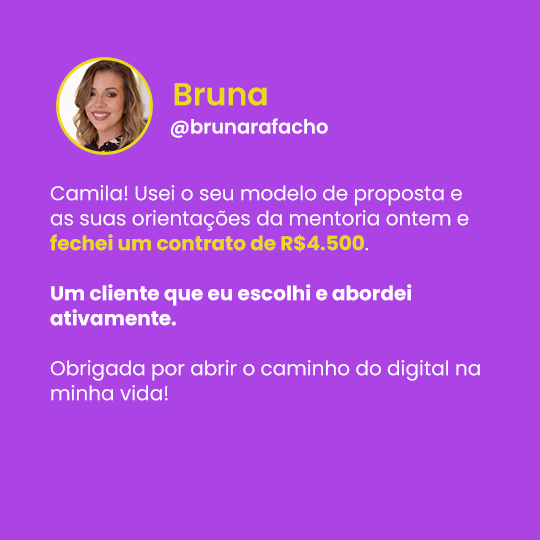 Bruna
@brunarafacho
Camila! Usei o seu modelo de proposta e
as suas orientações da mentoria ontem e
fechei um contrato de R$4.500.
Um cliente que eu escolhi e abordei
ativamente.
Obrigada por abrir o caminho do digital na
minha vida!